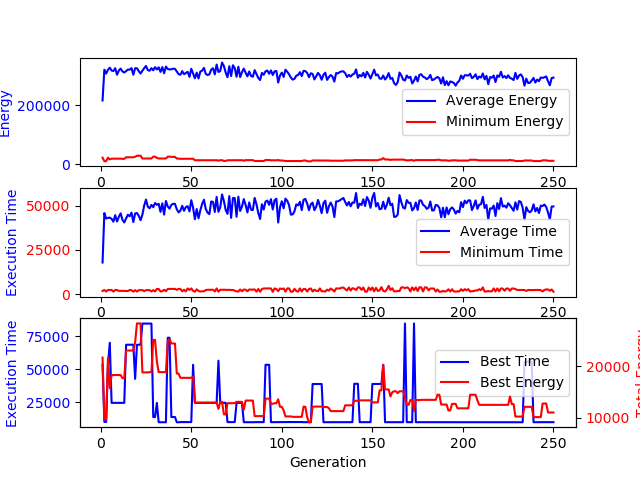 Energy
200000
0
Average Energy
Minimum Energy
0 50 100 150 200 250
Execution Time
50000
25000
0
Average Time
Minimum Time
0 50 100 150 200 250
Execution Time
75000
50000
25000
Best Time
Best Energy
20000
10000
Total Energy
0 50 100 150 200 250
Generation